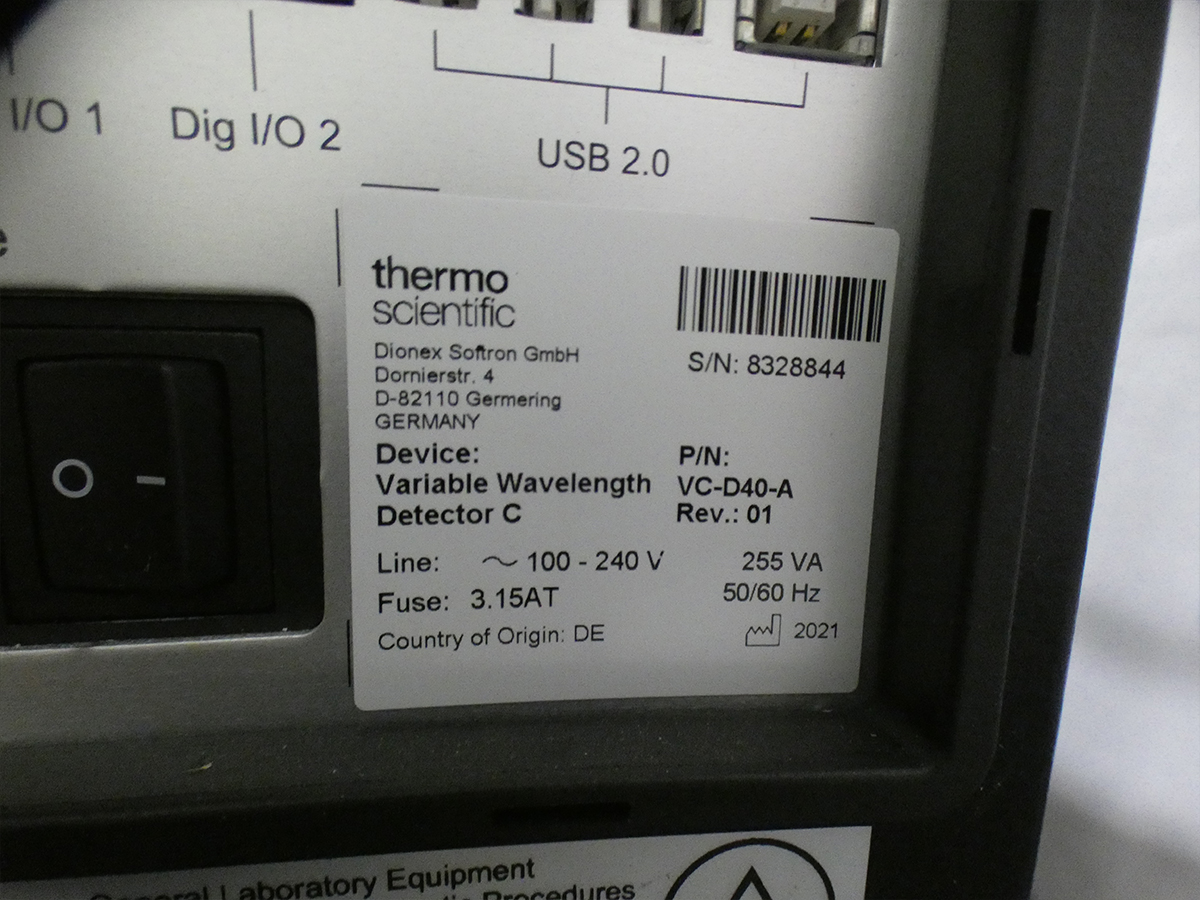 I/O 1
Dig I/O 2
USB 2.0
e
thermo
scientific
S/N: 8328844
Dionex Softron GmbH
Dornierstr. 4
D-82110 Germering
GERMANY
Device:
Variable Wavelength
Detector C
P/N:
VC-D40-A
Rev.: 01
Line: ~ 100 - 240 V 255 VA
Fuse: 3.15AT 50/60 Hz
Country of Origin: DE 2021
General Laboratory Equipment
Procedures